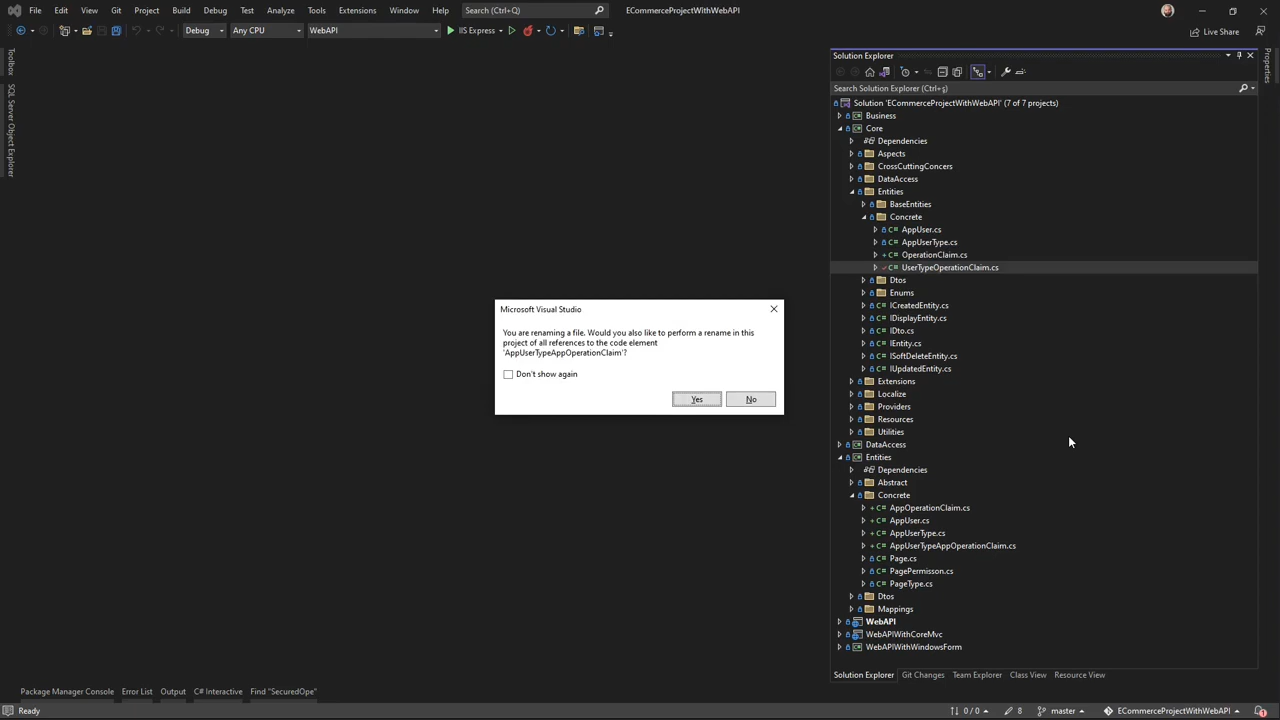 File Edit View Git Project Build Debug Test Analyze Tools Extensions Window Help Search (Ctrl+ş) ECommerceProjectWithWebAPI
Debug Any CPU WebAPI IIS Express Live Share
Toolbox
SQL Server Object Explorer
Solution Explorer
Search Solution Explorer (Ctrl+ş)
Solution 'ECommerceProjectWithWebAPI' (7 of 7 projects)
Business
Core
Dependencies
Aspects
CrossCuttingConcers
DataAccess
Entities
BaseEntities
Concrete
C# AppUser.cs
C# AppUserType.cs
C# OperationClaim.cs
C# UserTypeOperationClaim.cs
Dtos
Enums
C# ICreatedEntity.cs
C# IDisplayEntity.cs
C# IDto.cs
C# IEntity.cs
C# ISoftDeleteEntity.cs
C# IUpdatedEntity.cs
Extensions
Localize
Providers
Resources
Utilities
DataAccess
Entities
Dependencies
Abstract
Concrete
C# AppOperationClaim.cs
C# AppUser.cs
C# AppUserType.cs
C# AppUserTypeAppOperationClaim.cs
C# Page.cs
C# PagePermisson.cs
C# PageType.cs
Dtos
Mappings
WebAPI
WebAPIWithCoreMvc
WebAPIWithWindowsForm
Solution Explorer Git Changes Team Explorer Class View Resource View
Properties
Microsoft Visual Studio
You are renaming a file. Would you also like to perform a rename in this
project of all references to the code element
'AppUserTypeAppOperationClaim'?
Don't show again
Yes No
Package Manager Console Error List Output C# Interactive Find "SecuredOpe"
Ready 0 / 0 8 master ECommerceProjectWithWebAPI 1